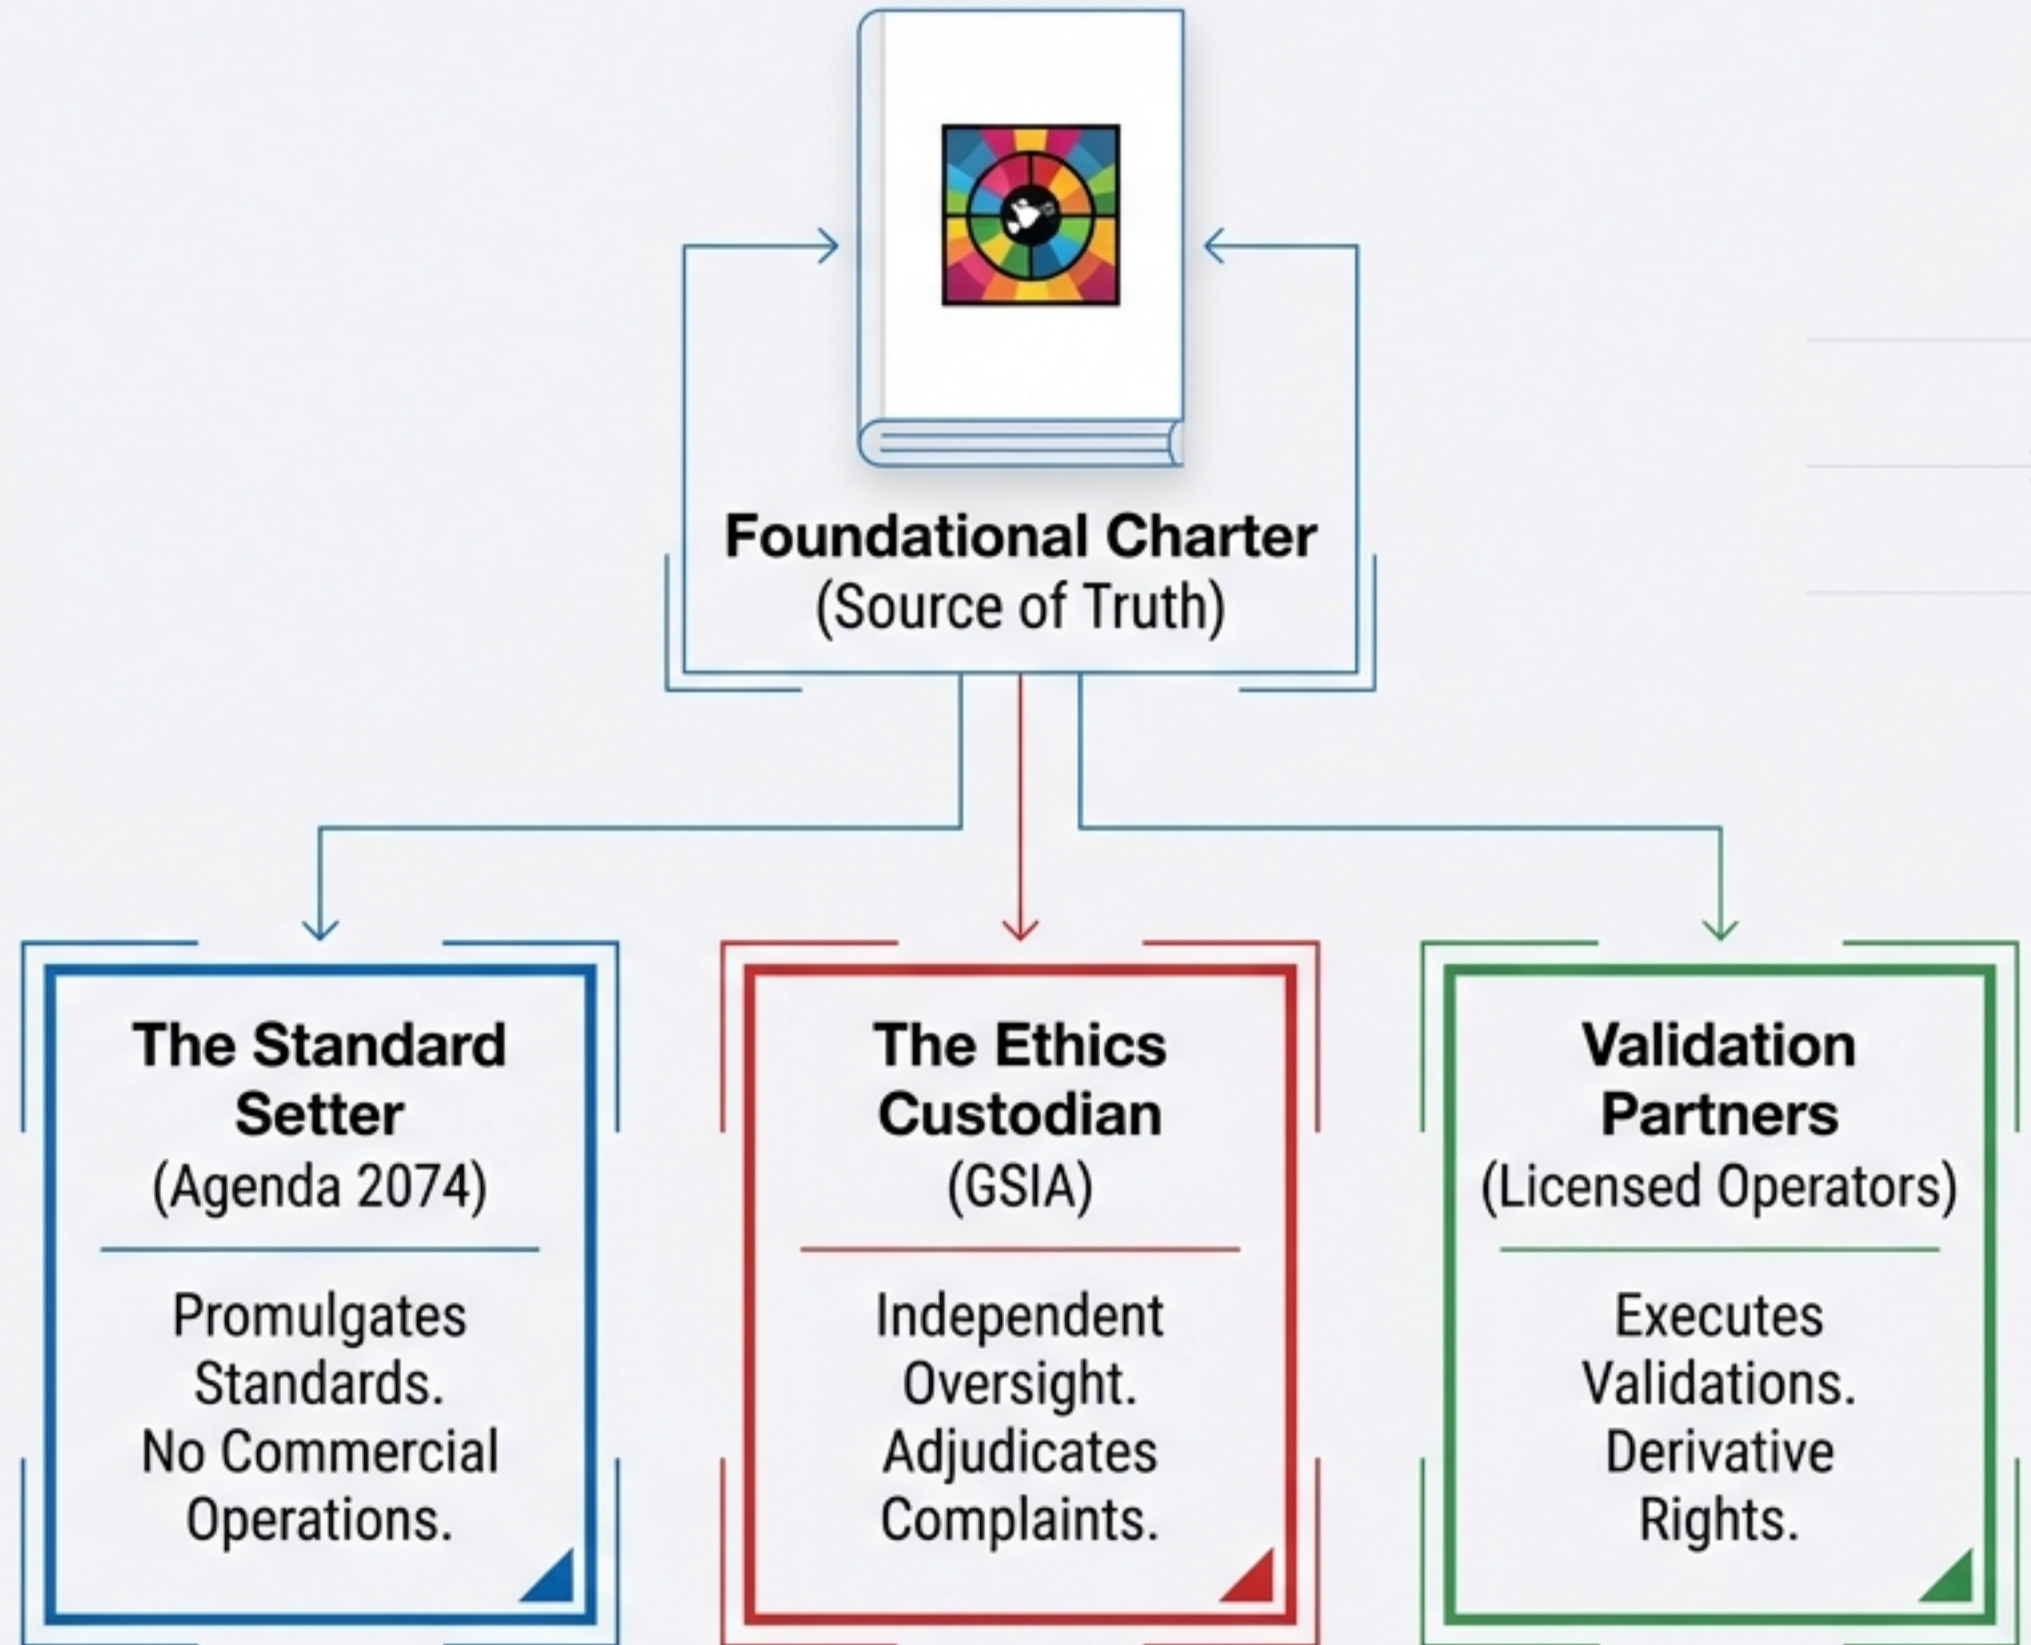 Foundational Charter
(Source of Truth)
The Standard
Setter
(Agenda 2074)
Promulgates
Standards.
No Commercial
Operations.
The Ethics
Custodian
(GSIA)
Independent
Oversight.
Adjudicates
Complaints.
Validation
Partners
(Licensed Operators)
Executes
Validations.
Derivative
Rights.